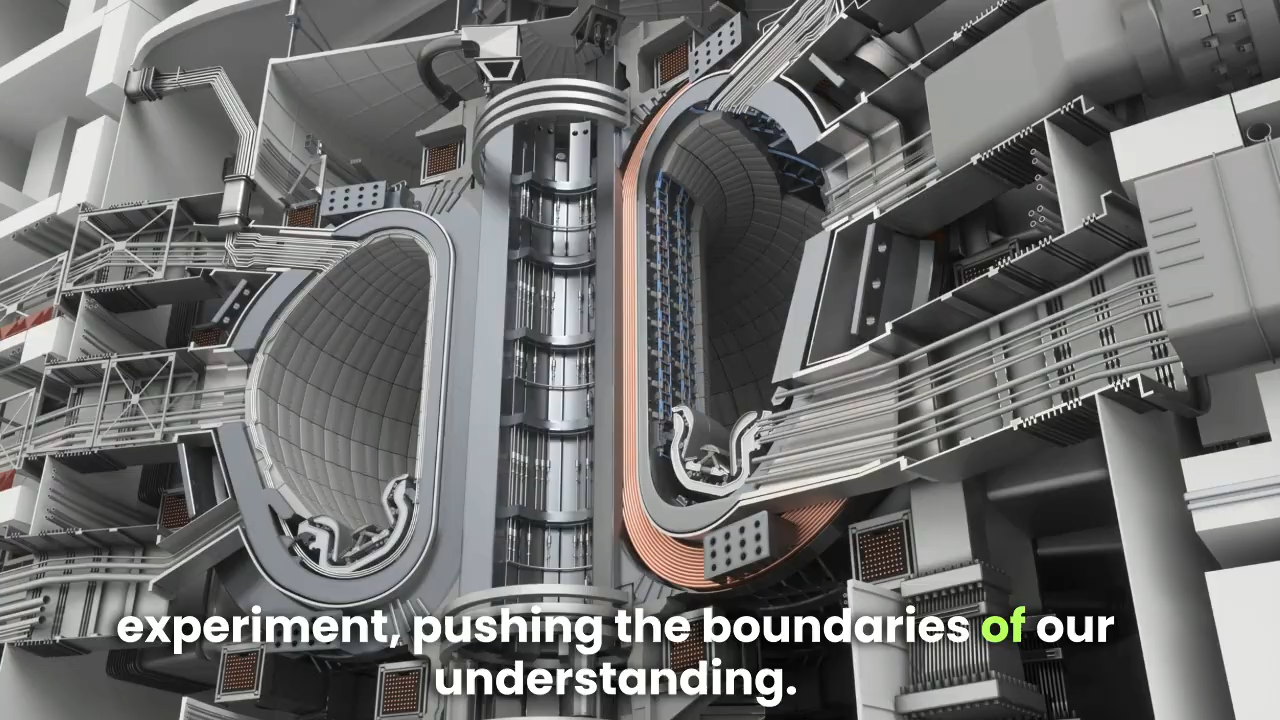 experiment, pushing the boundaries of our
understanding.